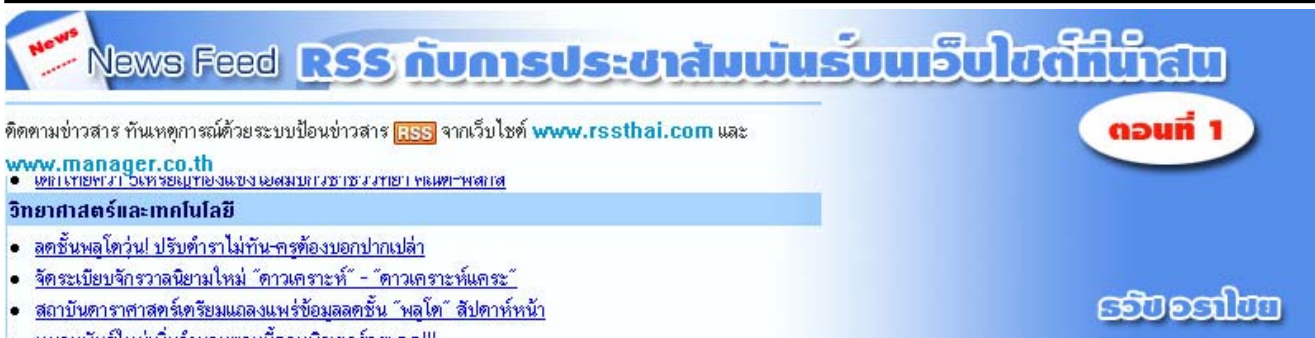 News
News Feed RSS กับการประชาสัมพันธ์บนเว็บไซต์ที่น่าสน
ตอนที่ 1
ติดตามข่าวสาร ทันเหตุการณ์ด้วยระบบป้อนข่าวสาร RSS จากเว็บไซต์ www.rssthai.com และ
www.manager.co.th
วิทยาศาสตร์และเทคโนโลยี
ลดชั้นพลูโตวุ่น! ปรับตำราไม่ทัน-ครูต้องบอกปากเปล่า
จัดระเบียบจักรวาลนิยามใหม่ "ดาวเคราะห์" - "ดาวเคราะห์แคระ"
สถาบันดาราศาสตร์เตรียมแถลงแพร่ข้อมูลลดชั้น "พลูโต" สัปดาห์หน้า
ธวัช วราไชย